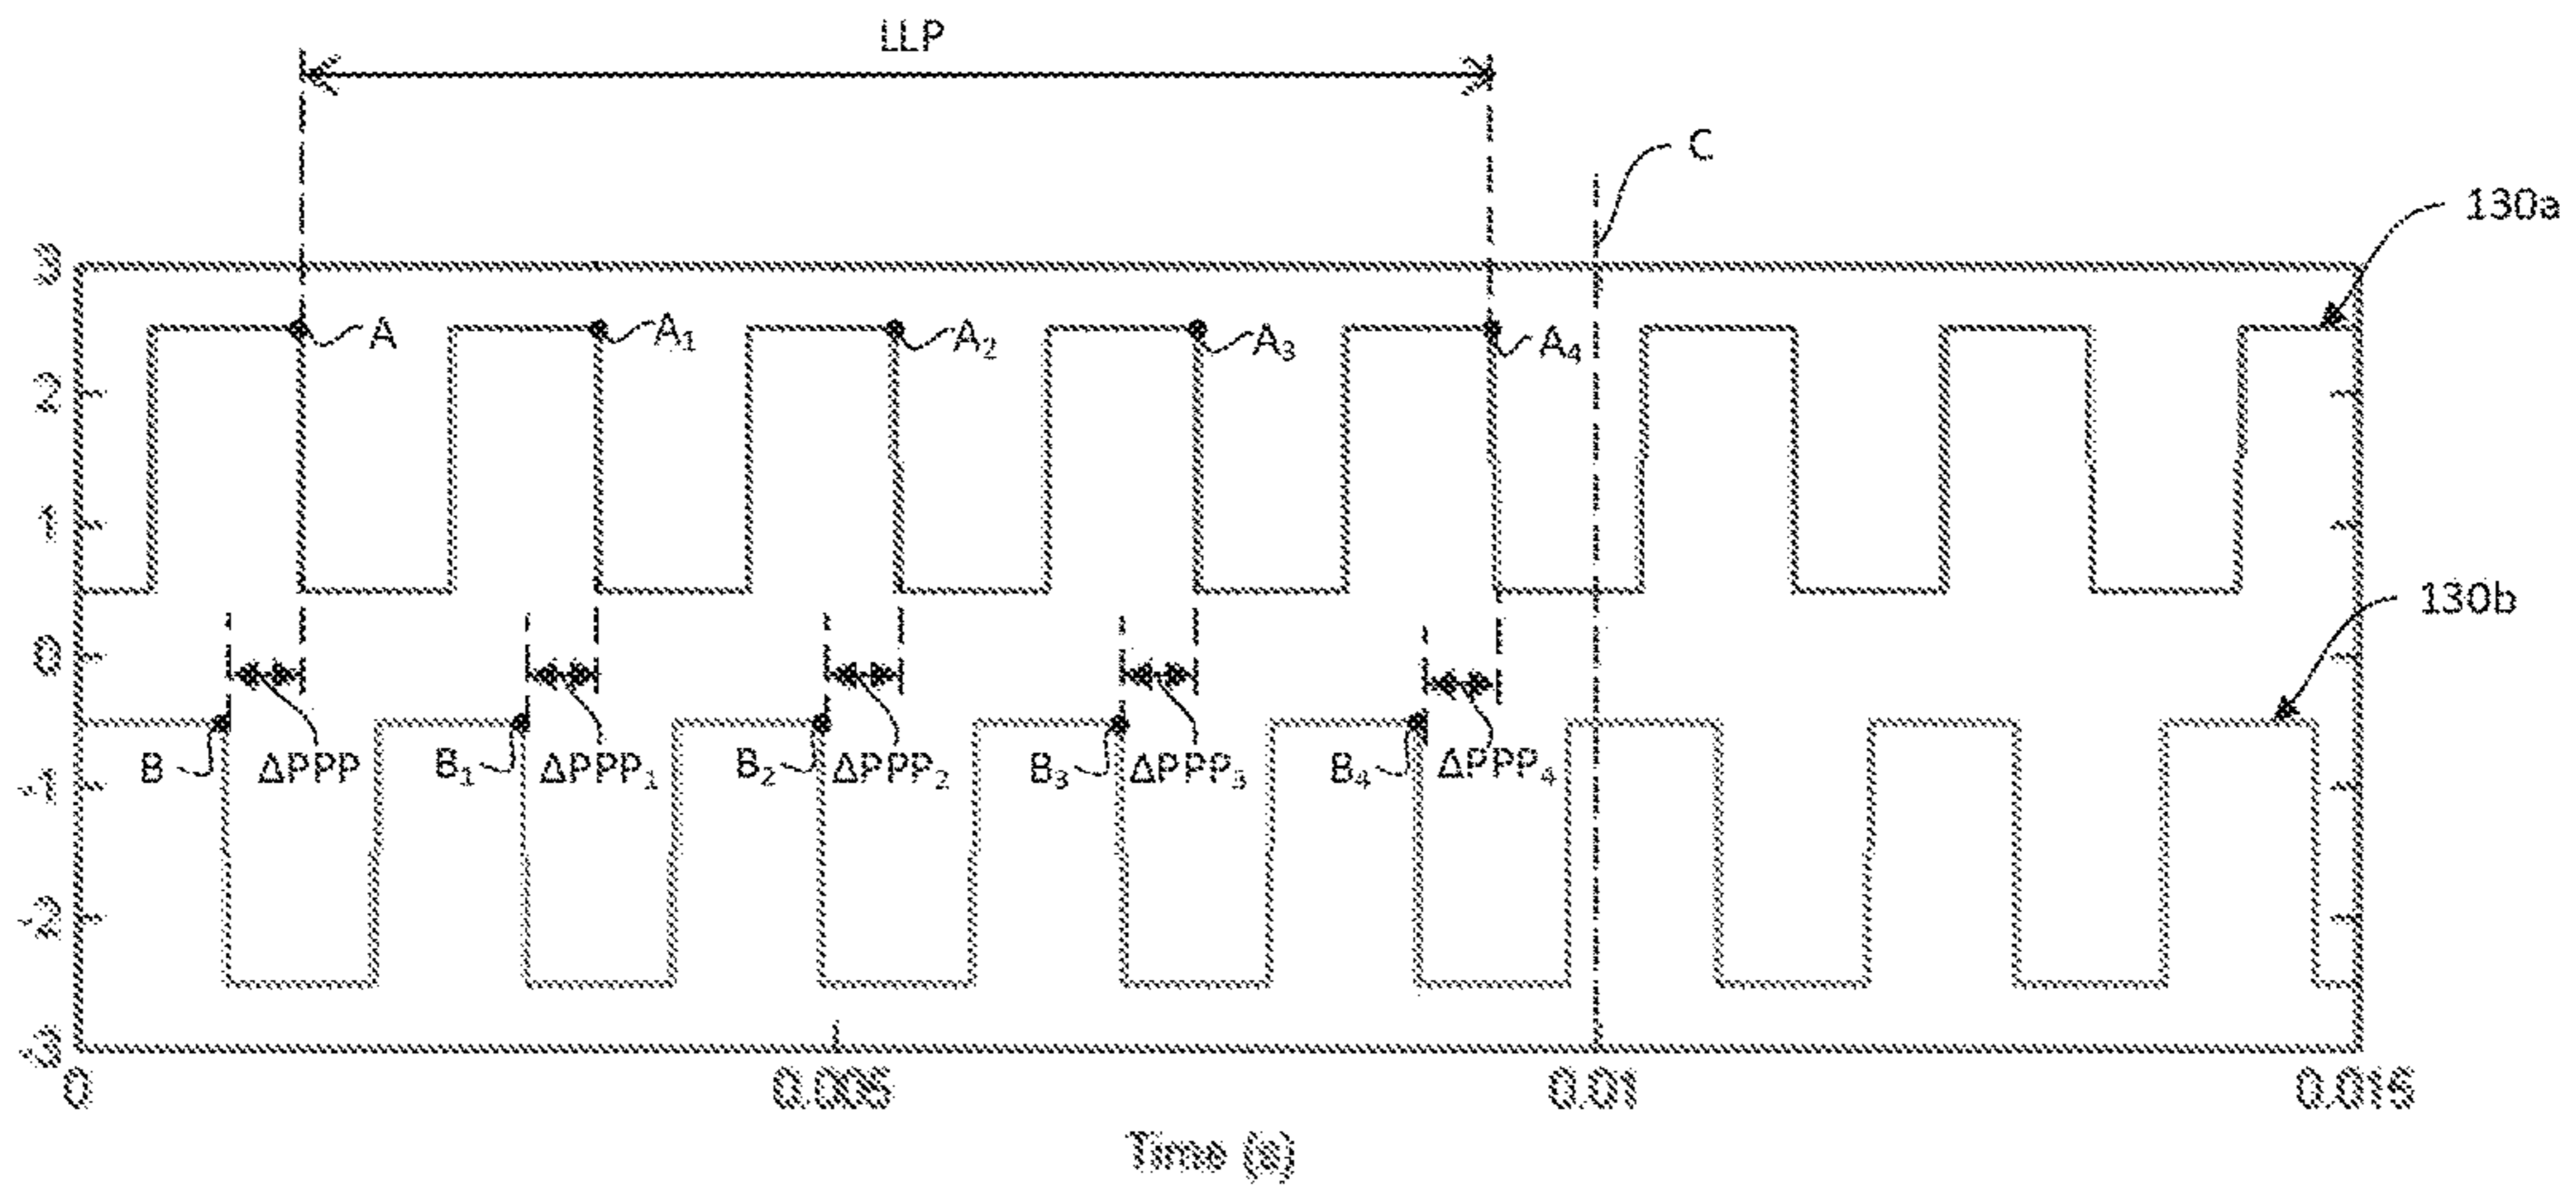 LLP
C
130a
3
A
A1
A2
A3
A4
2
1
130b
0
B
ΔPPP
B1
ΔPPP1
B2
ΔPPP2
B3
ΔPPP3
B4
ΔPPP4
-1
-2
-3
0
0.005
0.01
0.015
Time (s)